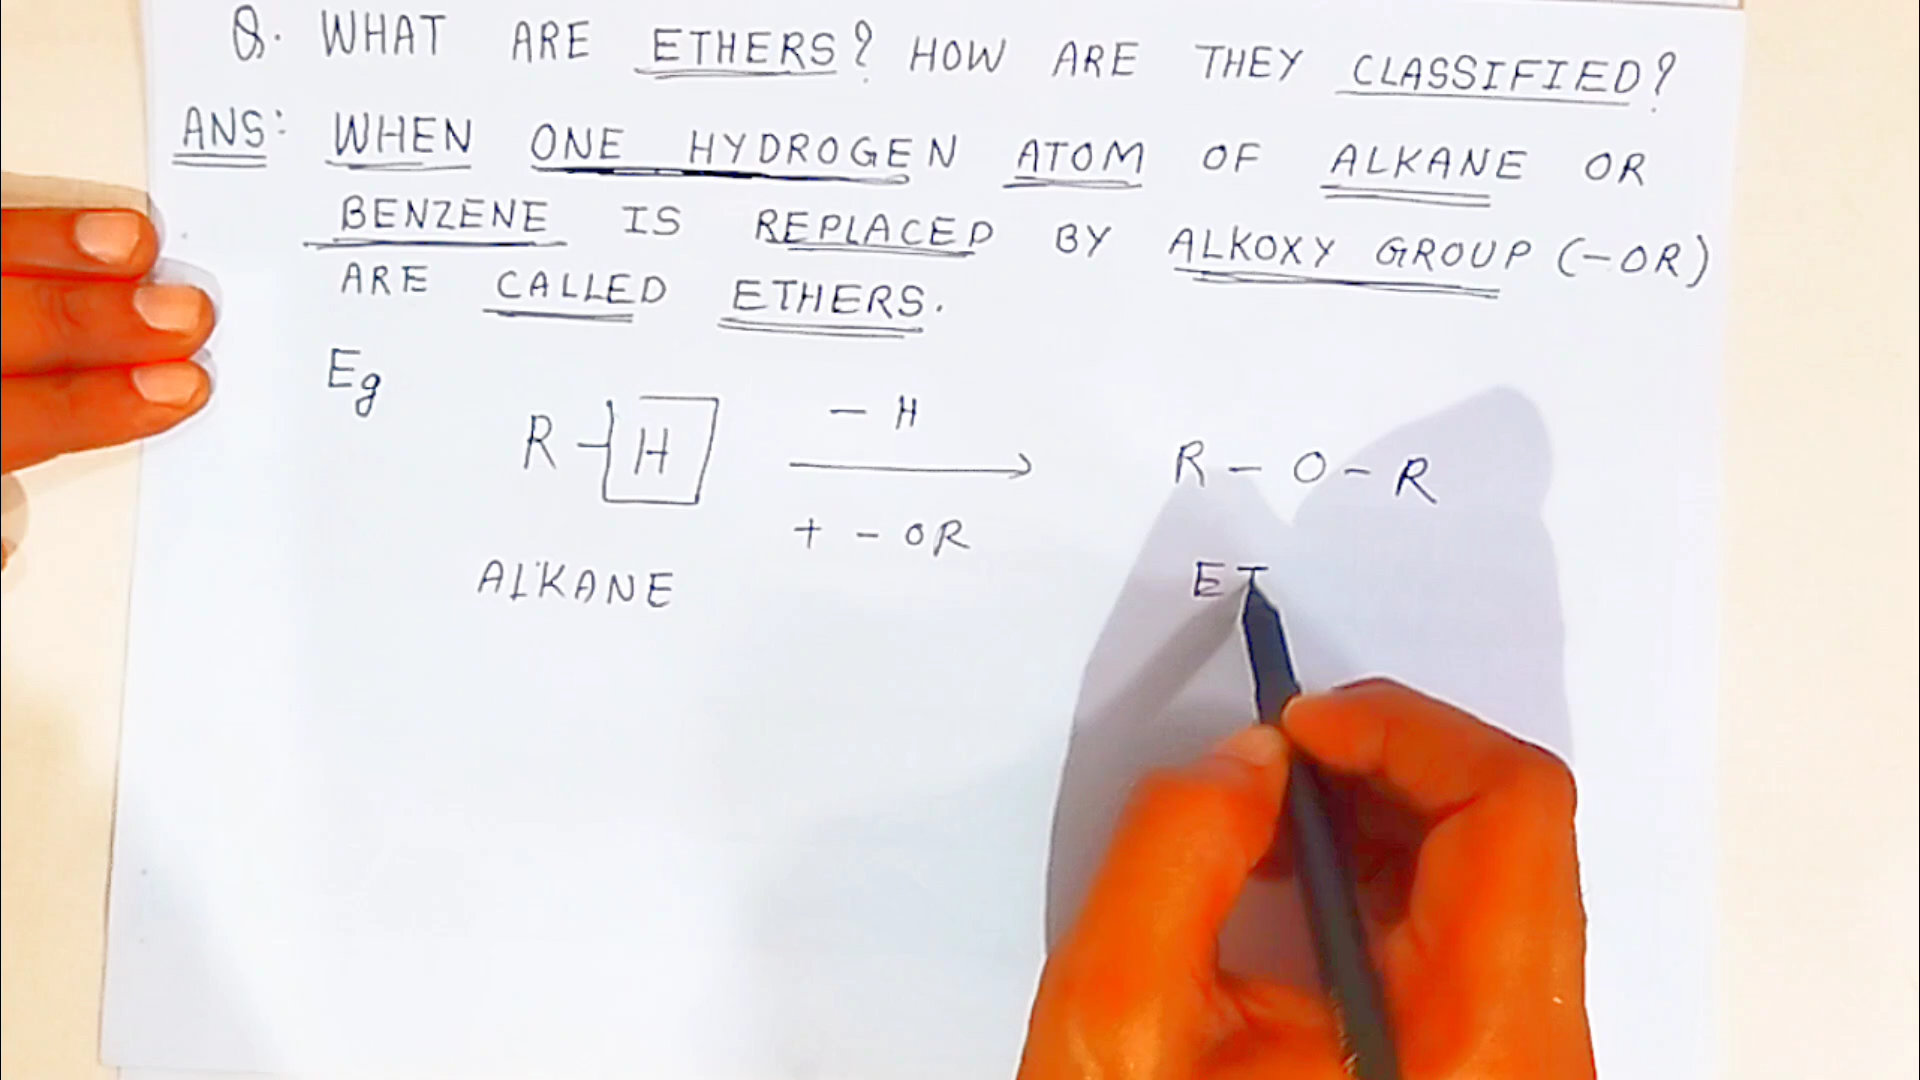 Q. WHAT ARE ETHERS? HOW ARE THEY CLASSIFIED?
ANS: WHEN ONE HYDROGEN ATOM OF ALKANE OR
BENZENE IS REPLACED BY ALKOXY GROUP (-OR)
ARE CALLED ETHERS.
Eg
R - H
- H
+ - OR
R - O - R
ALKANE
ET